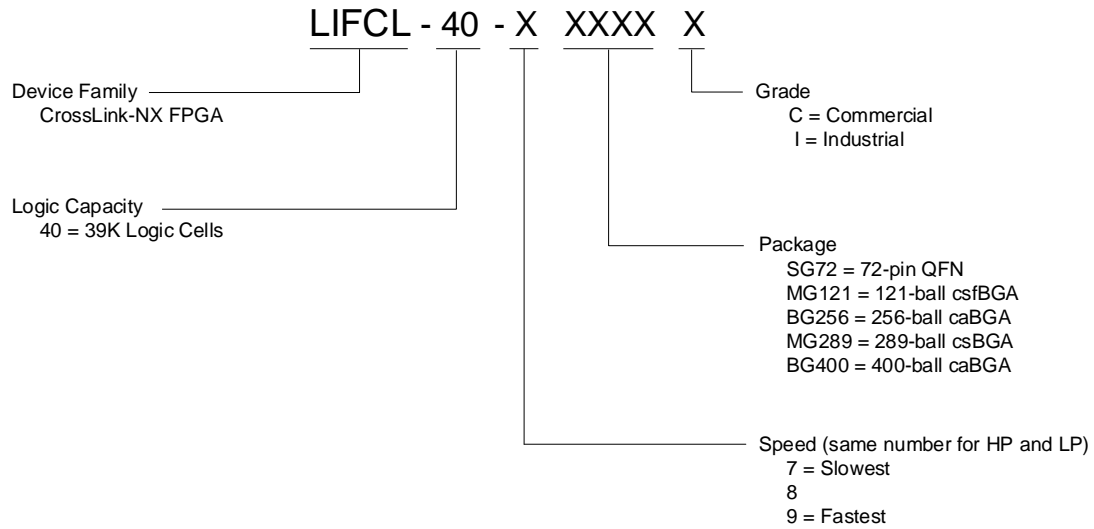 LIFCL - 40 - X XXXX X
Device Family
CrossLink-NX FPGA
Logic Capacity
40 = 39K Logic Cells
Grade
C = Commercial
I = Industrial
Package
SG72 = 72-pin QFN
MG121 = 121-ball csfBGA
BG256 = 256-ball caBGA
MG289 = 289-ball csBGA
BG400 = 400-ball caBGA
Speed (same number for HP and LP)
7 = Slowest
8
9 = Fastest